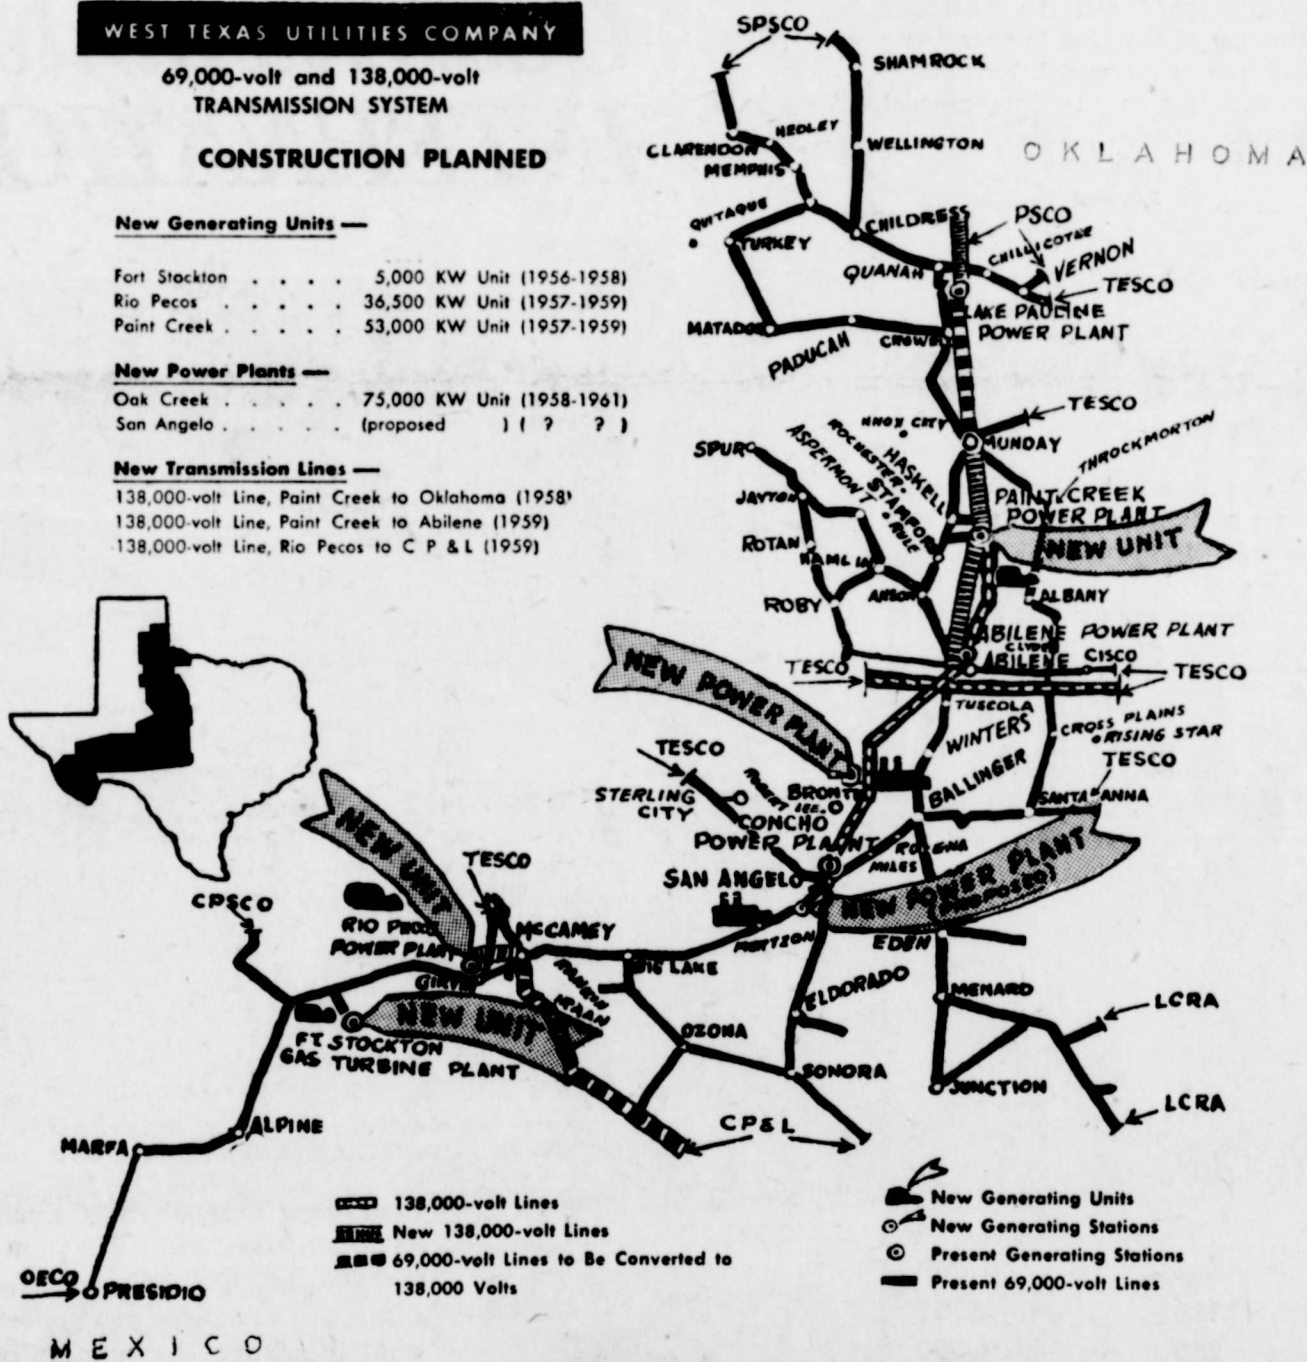 WEST TEXAS UTILITIES COMPANY
69,000-volt and 138,000-volt
TRANSMISSION SYSTEM
CONSTRUCTION PLANNED
New Generating Units —
Fort Stockton . . . . 5,000 KW Unit (1956-1958)
Rio Pecos . . . . . 36,500 KW Unit (1957-1959)
Paint Creek . . . . . 53,000 KW Unit (1957-1959)
New Power Plants —
Oak Creek . . . . . 75,000 KW Unit (1958-1961)
San Angelo . . . . . (proposed ) ( ? ? )
New Transmission Lines —
138,000-volt Line, Paint Creek to Oklahoma (1958)
138,000-volt Line, Paint Creek to Abilene (1959)
138,000-volt Line, Rio Pecos to C P & L (1959)
SPSCO
SHAMROCK
HEDLEY
CLARENDON
WELLINGTON
OKLAHOMA
MEMPHIS
QUITAQUE
CHILDRESS
PSCO
TURKEY
CHILLICOTHE
VERNON
QUANAH
TESCO
LAKE PAULINE
POWER PLANT
MATADOR
CROWELL
PADUCAH
TESCO
KNOX CITY
MUNDAY
THROCKMORTON
SPUR
ASPERMONT
ROCHESTER
HASKELL
STAMFORD
RULE
JAYTON
PAINT CREEK
POWER PLANT
NEW UNIT
ROTAN
HAMLIN
ROBY
ANSON
ALBANY
ABILENE POWER PLANT
CLYDE
ABILENE
CISCO
TESCO
TESCO
NEW POWER PLANT
TUSCOLA
WINTERS
CROSS PLAINS
RISING STAR
TESCO
TESCO
BALLINGER
SANTA ANNA
STERLING
CITY
ROBERT LEE
BRONTE
CONCHO
POWER PLANT
ROWENA
MILES
SAN ANGELO
NEW POWER PLANT
(PROPOSED)
NEW UNIT
TESCO
CPSCO
RIO PECOS
POWER PLANT
McCAMEY
MERTZON
EDEN
GIRVIN
RANKIN
IRAAN
BIG LAKE
ELDORADO
MENARD
LCRA
NEW UNIT
FT. STOCKTON
GAS TURBINE PLANT
OZONA
SONORA
JUNCTION
LCRA
CP&L
ALPINE
MARFA
OECO
PRESIDIO
MEXICO
138,000-volt Lines
New 138,000-volt Lines
69,000-volt Lines to Be Converted to
138,000 Volts
New Generating Units
New Generating Stations
Present Generating Stations
Present 69,000-volt Lines